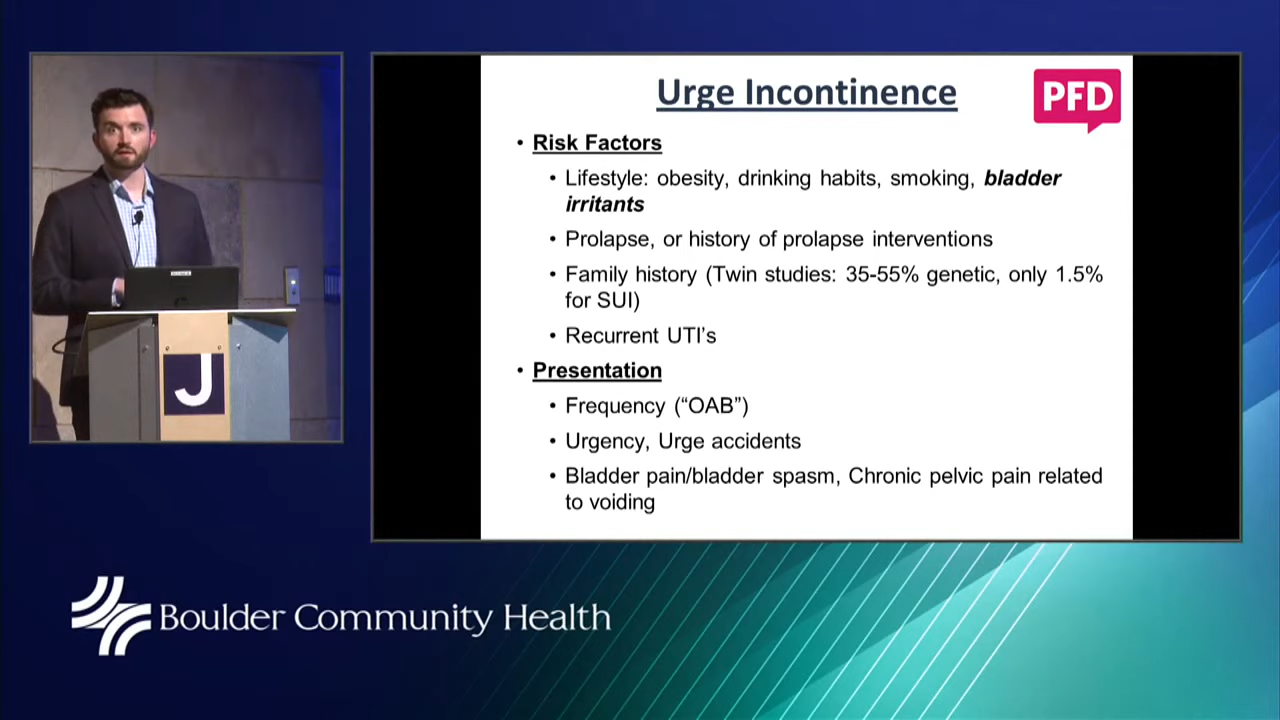 Urge Incontinence
PFD
• Risk Factors
• Lifestyle: obesity, drinking habits, smoking, bladder
irritants
• Prolapse, or history of prolapse interventions
• Family history (Twin studies: 35-55% genetic, only 1.5%
for SUI)
• Recurrent UTI’s
• Presentation
• Frequency (“OAB”)
• Urgency, Urge accidents
• Bladder pain/bladder spasm, Chronic pelvic pain related
to voiding
J
Boulder Community Health